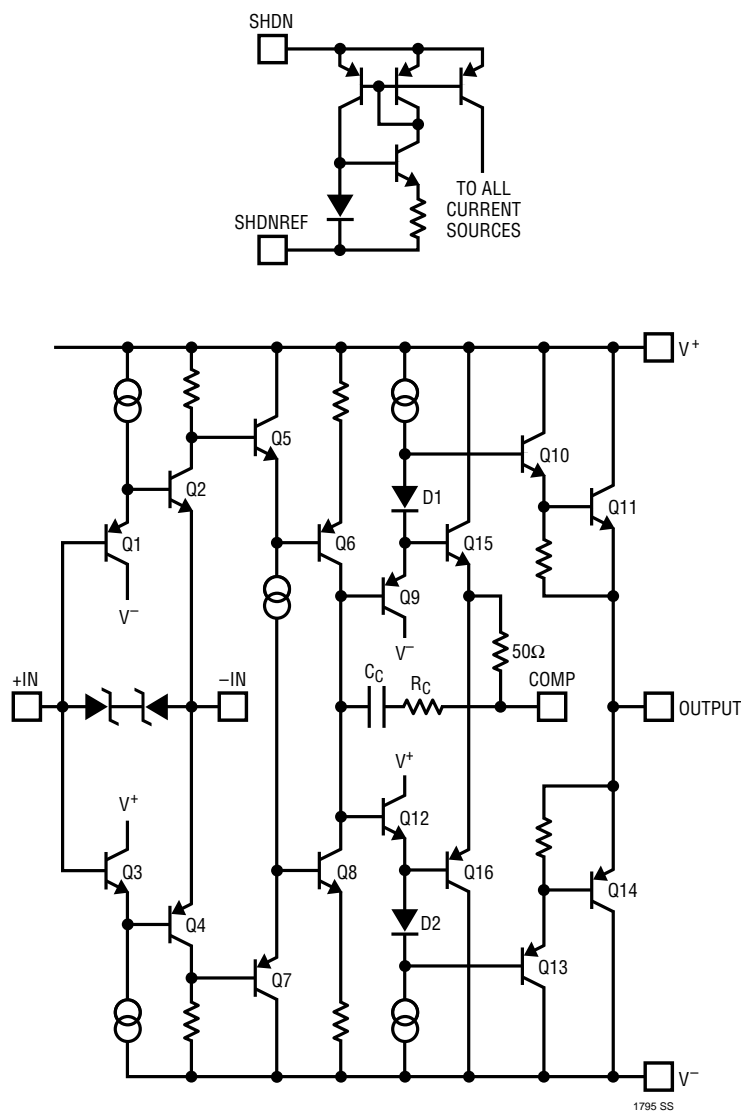 SHDN
TO ALL
CURRENT
SOURCES
SHDNREF
V+
Q5
Q10
Q2
D1
Q11
Q1
Q6
Q15
V–
Q9
V–
50Ω
+IN
–IN
CC
RC
COMP
OUTPUT
V+
V+
Q12
Q3
Q8
Q16
Q14
Q4
D2
Q7
Q13
V–
1795 SS